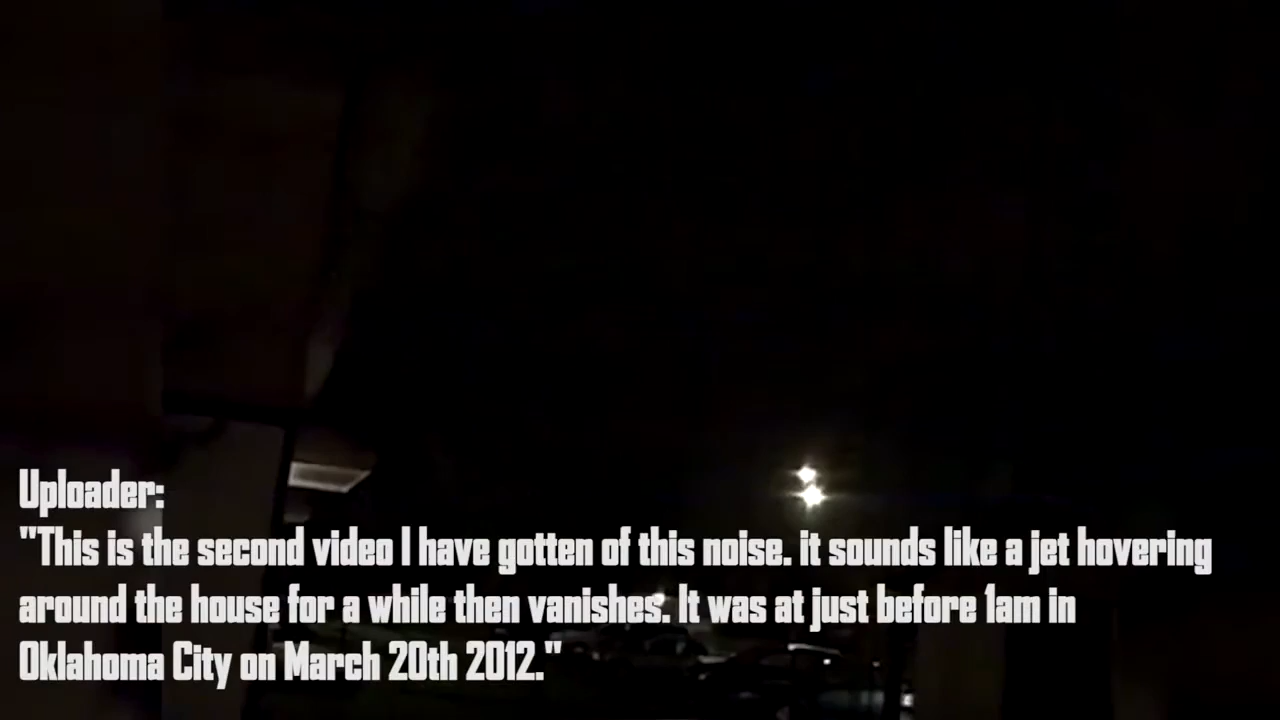 Uploader:
"This is the second video I have gotten of this noise. it sounds like a jet hovering
around the house for a while then vanishes. It was at just before 1am in
Oklahoma City on March 20th 2012."